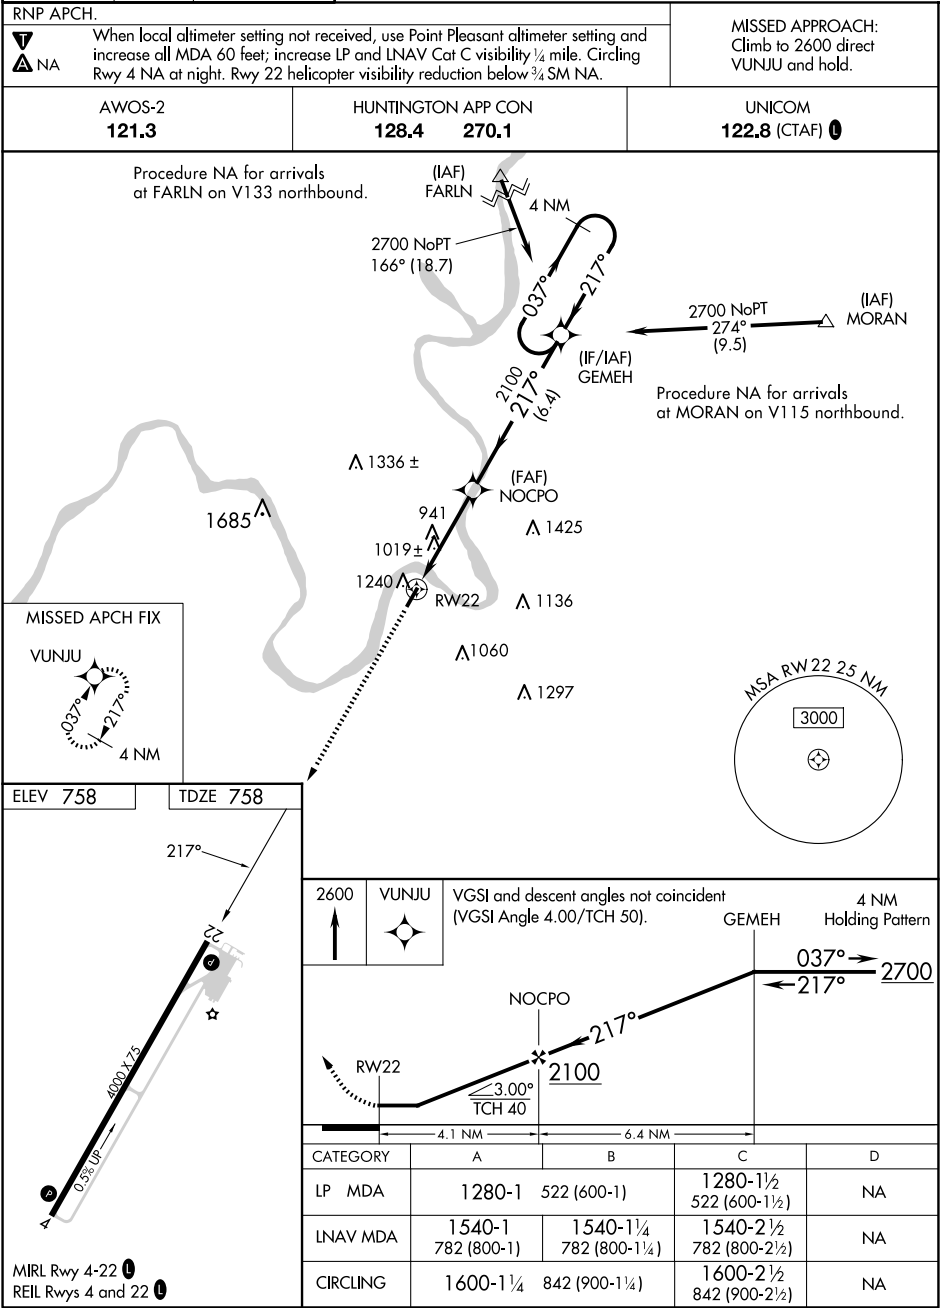 RNP APCH.
T
A NA
When local altimeter setting not received, use Point Pleasant altimeter setting and
increase all MDA 60 feet; increase LP and LNAV Cat C visibility ¼ mile. Circling
Rwy 4 NA at night. Rwy 22 helicopter visibility reduction below ¾ SM NA.
MISSED APPROACH:
Climb to 2600 direct
VUNJU and hold.
AWOS-2
121.3
HUNTINGTON APP CON
128.4 270.1
UNICOM
122.8 (CTAF) L
Procedure NA for arrivals
at FARLN on V133 northbound.
(IAF)
FARLN
4 NM
2700 NoPT
166° (18.7)
037°
217°
2700 NoPT
274°
(9.5)
(IAF)
MORAN
(IF/IAF)
GEMEH
2100
217°
(6.4)
Procedure NA for arrivals
at MORAN on V115 northbound.
1336 ±
(FAF)
NOCPO
1685
941
1425
1019 ±
1240
RW22
1136
1060
1297
MISSED APCH FIX
VUNJU
037°
217°
4 NM
MSA RW 22 25 NM
3000
ELEV 758
TDZE 758
217°
22
P
4000 X 75
0.5% UP
P
4
MIRL Rwy 4-22 L
REIL Rwys 4 and 22 L
2600
VUNJU
VGSI and descent angles not coincident
(VGSI Angle 4.00/TCH 50).
GEMEH
4 NM
Holding Pattern
037°
217°
2700
NOCPO
217°
2100
RW22
3.00°
TCH 40
4.1 NM
6.4 NM
CATEGORY A B C D
LP MDA 1280-1 522 (600-1) 1280-1½ 522 (600-1½) NA
LNAV MDA 1540-1 782 (800-1) 1540-1¼ 782 (800-1¼) 1540-2½ 782 (800-2½) NA
CIRCLING 1600-1¼ 842 (900-1¼) 1600-2½ 842 (900-2½) NA